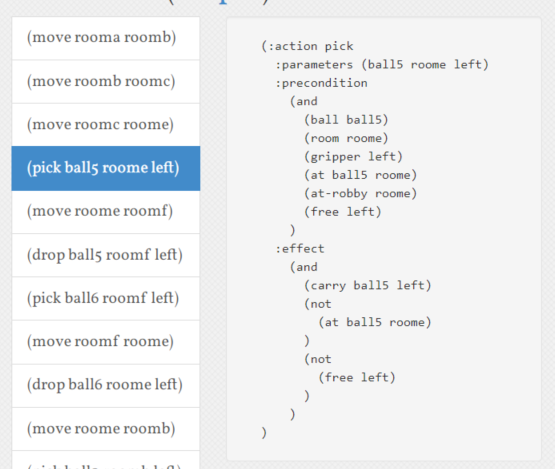 (move rooma roomb)
(move roomb roomc)
(move roomc roome)
(pick ball5 roome left)
(move roome roomf)
(drop ball5 roomf left)
(pick ball6 roomf left)
(move roomf roome)
(drop ball6 roome left)
(move roome roomb)
(:action pick
:parameters (ball5 roome left)
:precondition
(and
(ball ball5)
(room roome)
(gripper left)
(at ball5 roome)
(at-robby roome)
(free left)
)
:effect
(and
(carry ball5 left)
(not
(at ball5 roome)
)
(not
(free left)
)
)
)